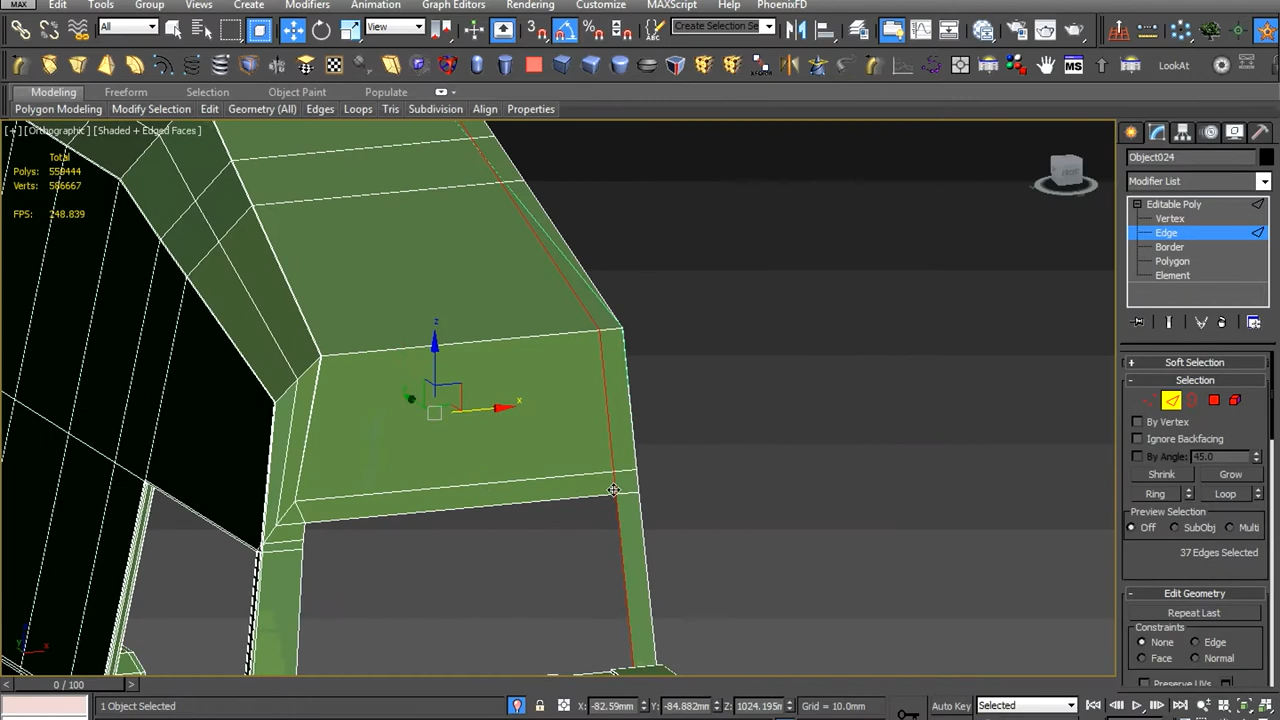 MAX Edit Tools Group Views Create Modifiers Animation Graph Editors Rendering Customize MAXScript Help PhoenixFD
All View Create Selection Se
MS LookAt
Modeling Freeform Selection Object Paint Populate
Polygon Modeling Modify Selection Edit Geometry (All) Edges Loops Tris Subdivision Align Properties
[+] [Orthographic] [Shaded + Edged Faces]
Total
Polys: 559444
Verts: 586667
FPS: 248.839
Object024
Modifier List
Editable Poly
Vertex
Edge
Border
Polygon
Element
+ Soft Selection
- Selection
By Vertex
Ignore Backfacing
By Angle: 45.0
Shrink Grow
Ring Loop
Preview Selection
Off SubObj Multi
37 Edges Selected
- Edit Geometry
Repeat Last
Constraints
None Edge
Face Normal
Preserve UVs
z
x
< 0 / 100 >
1 Object Selected X: -82.59mm Y: -84.882mm Z: 1024.195m Grid = 10.0mm Auto Key Selected